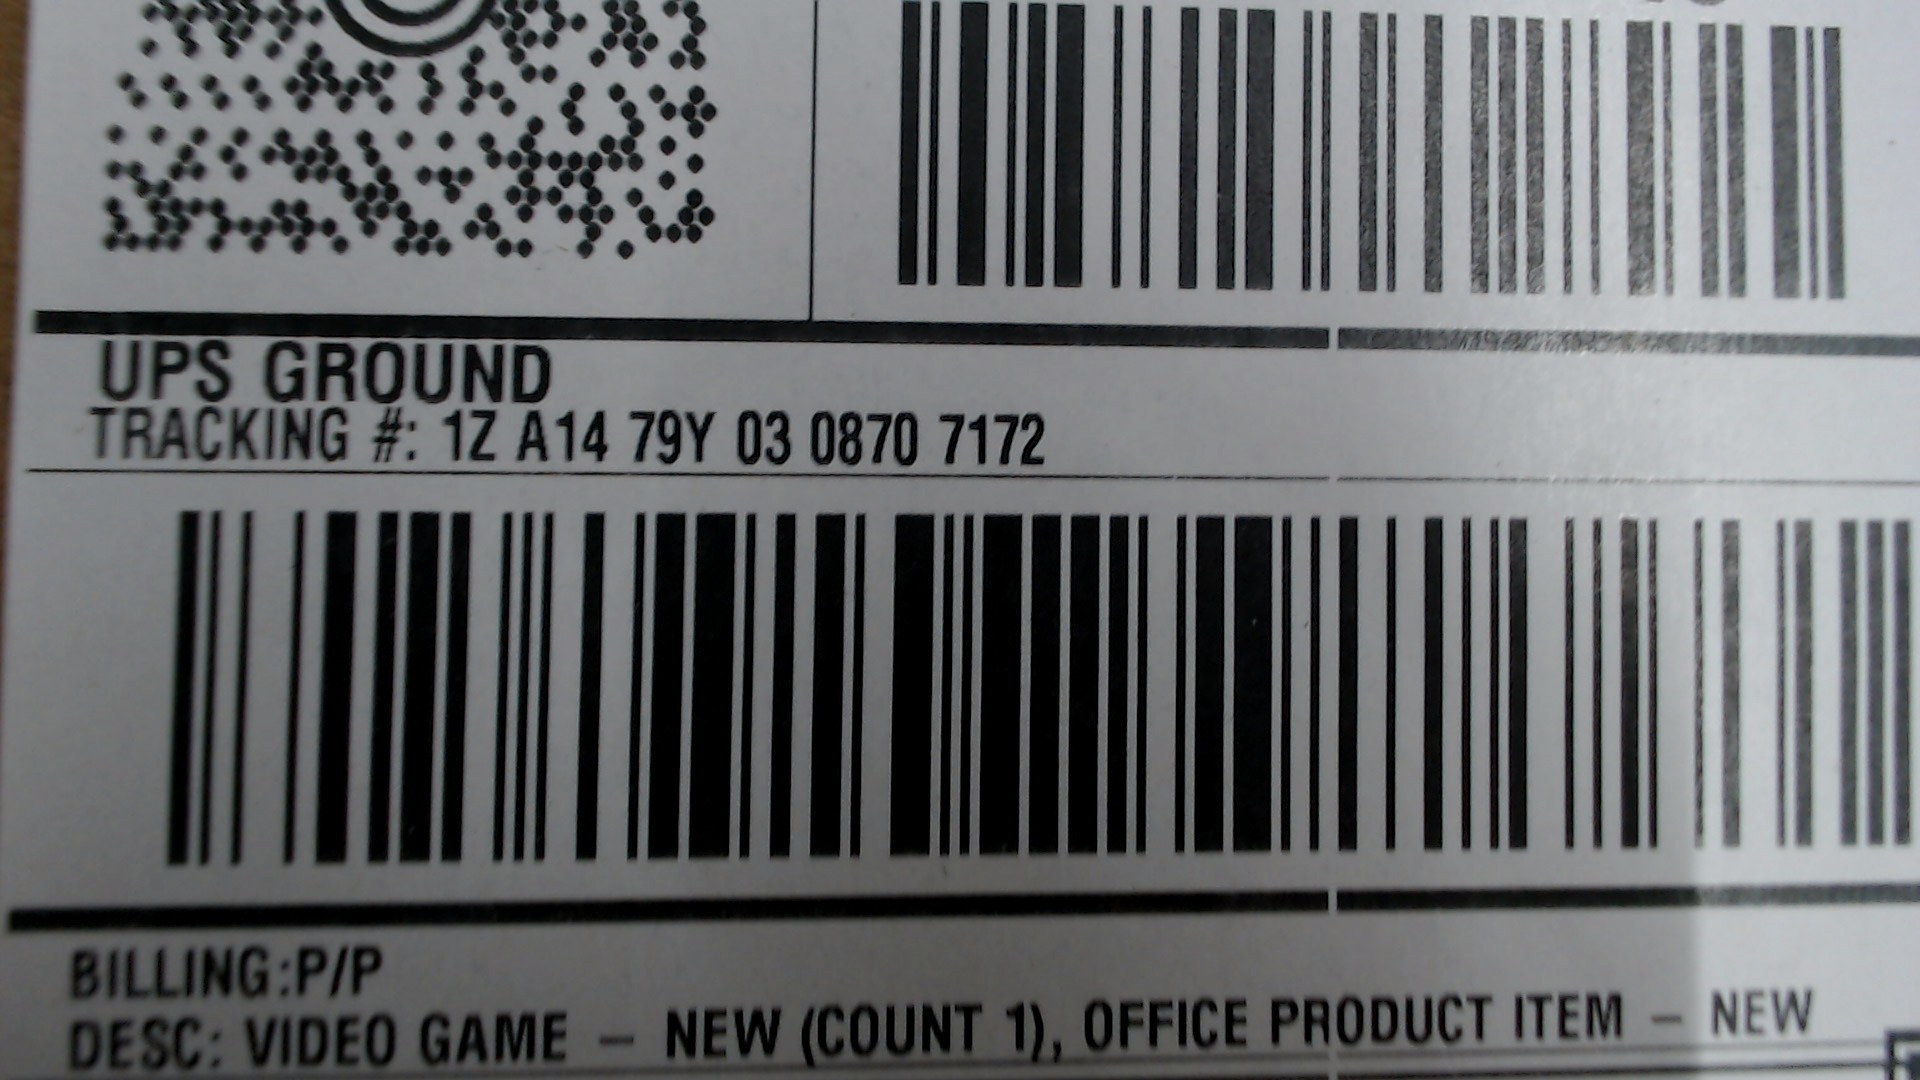 UPS GROUND
TRACKING #: 1Z A14 79Y 03 0870 7172
BILLING:P/P
DESC: VIDEO GAME – NEW (COUNT 1), OFFICE PRODUCT ITEM – NEW